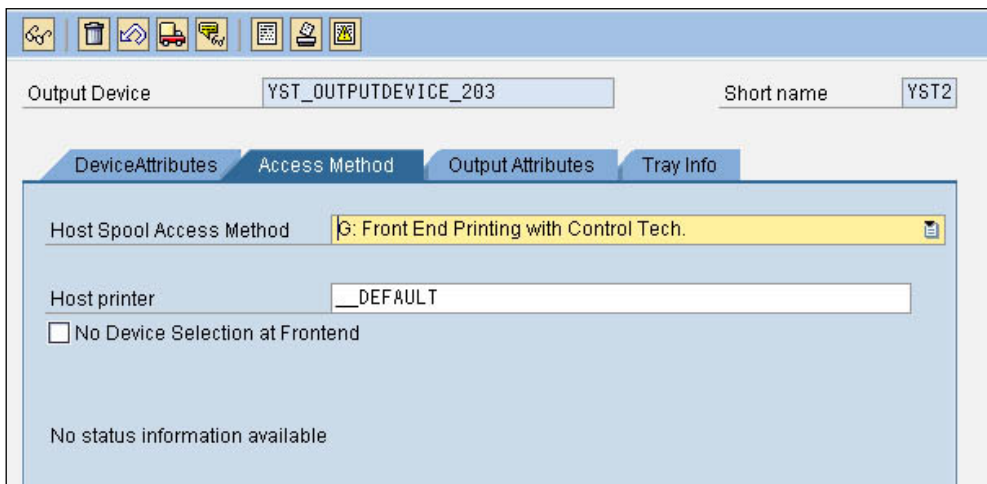 Output Device YST_OUTPUTDEVICE_203 Short name YST2
DeviceAttributes Access Method Output Attributes Tray Info
Host Spool Access Method G: Front End Printing with Control Tech.
Host printer __DEFAULT
No Device Selection at Frontend
No status information available